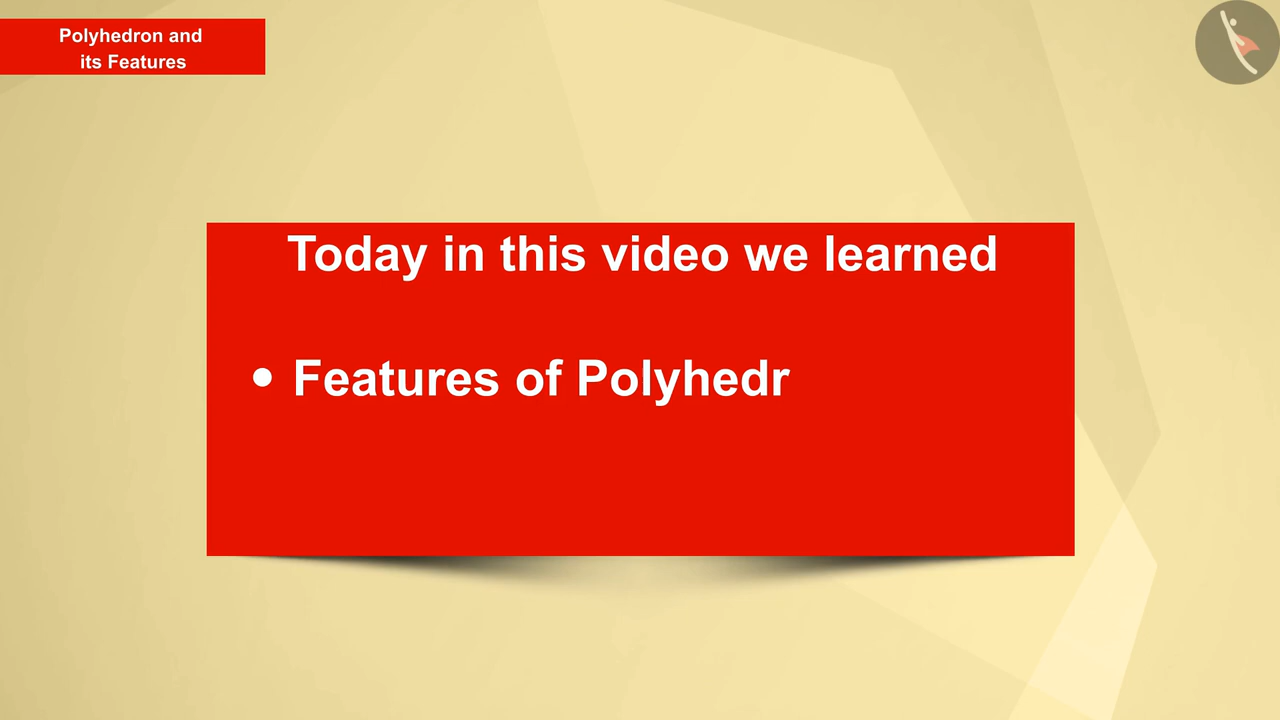 Polyhedron and
its Features
Today in this video we learned
• Features of Polyhedr